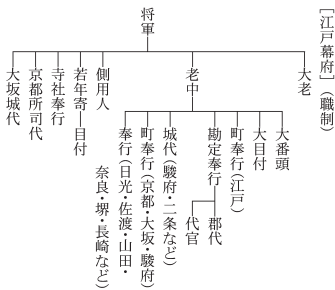 ［江戸幕府］（職制）
将軍
大老
老中
大番頭
大目付
町奉行（江戸）
勘定奉行
郡代
代官
城代（駿府・二条など）
町奉行（京都・大坂・駿府）
奉行（日光・佐渡・山田・
奈良・堺・長崎など）
側用人
若年寄
目付
寺社奉行
京都所司代
大坂城代